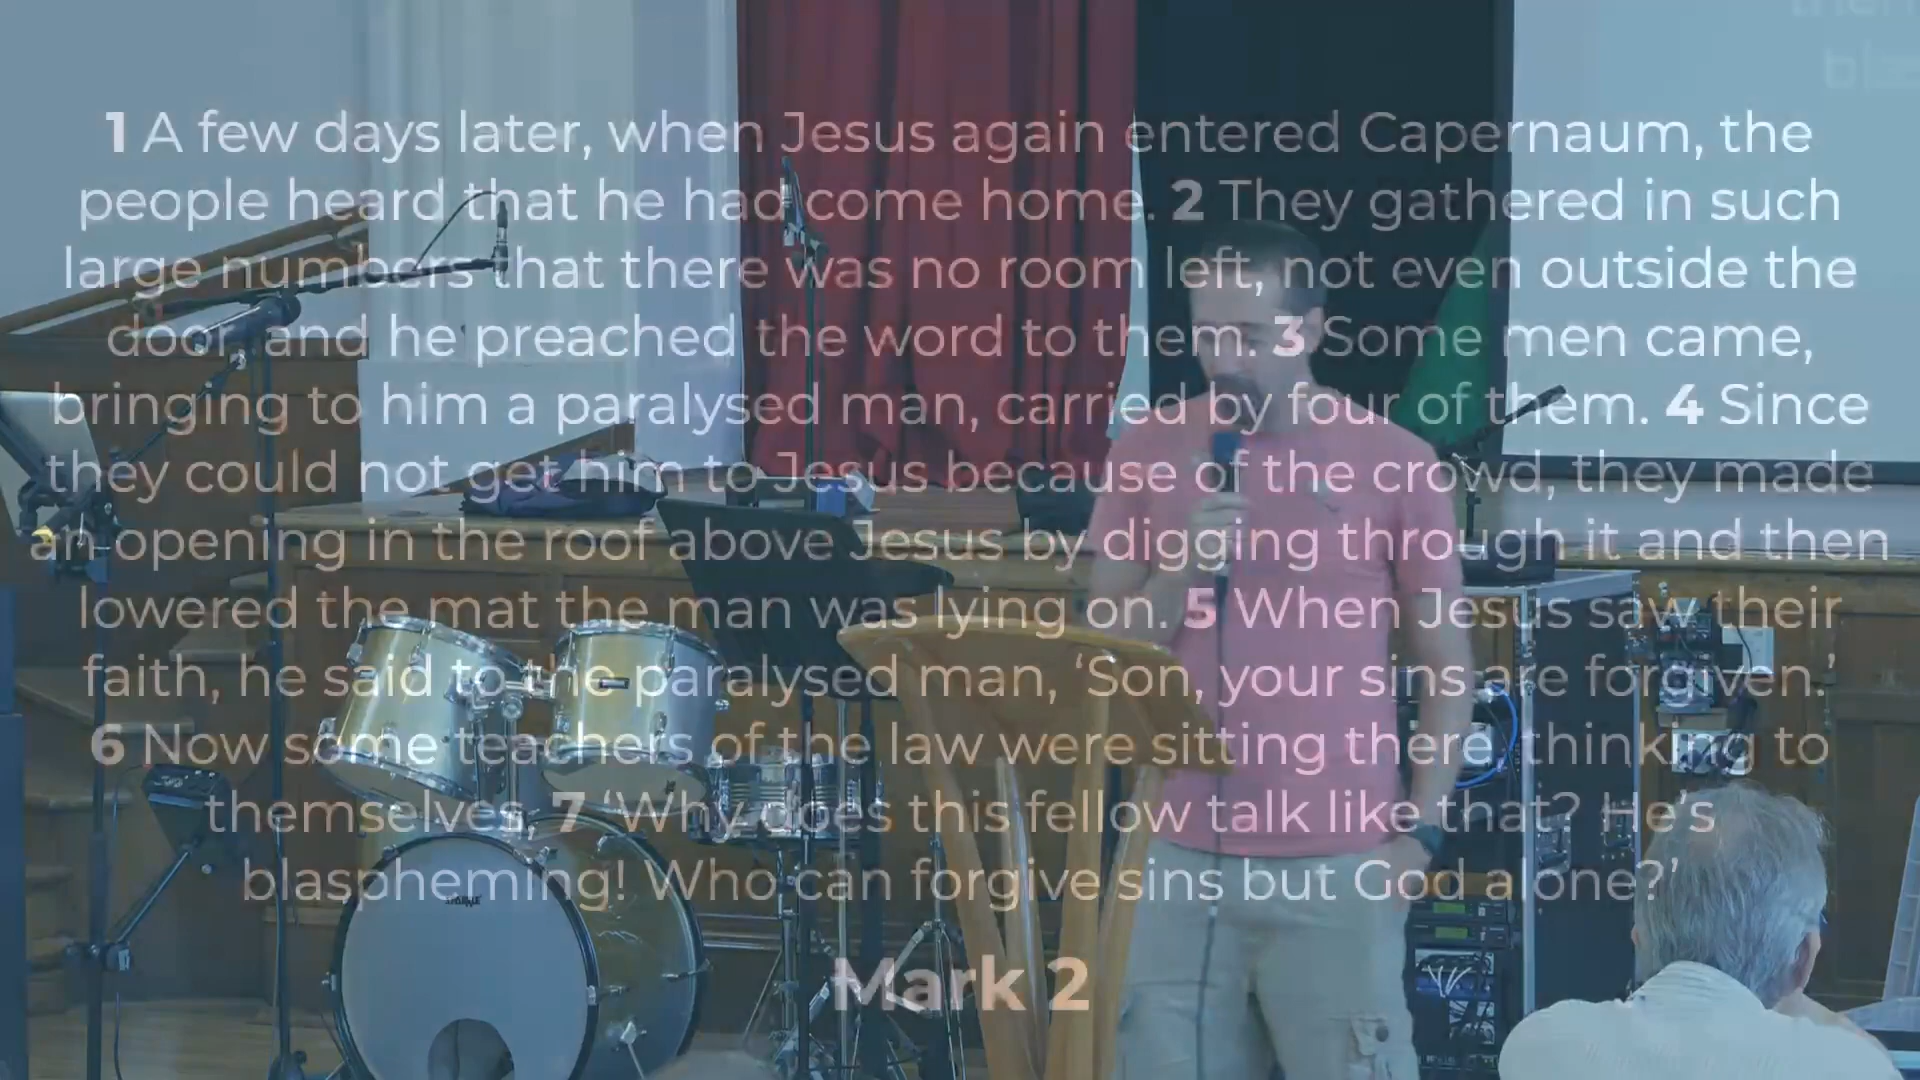 1 A few days later, when Jesus again entered Capernaum, the
people heard that he had come home. 2 They gathered in such
large numbers that there was no room left, not even outside the
door, and he preached the word to them. 3 Some men came,
bringing to him a paralysed man, carried by four of them. 4 Since
they could not get him to Jesus because of the crowd, they made
an opening in the roof above Jesus by digging through it and then
lowered the mat the man was lying on. 5 When Jesus saw their
faith, he said to the paralysed man, ‘Son, your sins are forgiven.’
6 Now some teachers of the law were sitting there, thinking to
themselves, 7 ‘Why does this fellow talk like that? He’s
blaspheming! Who can forgive sins but God alone?’
Mark 2